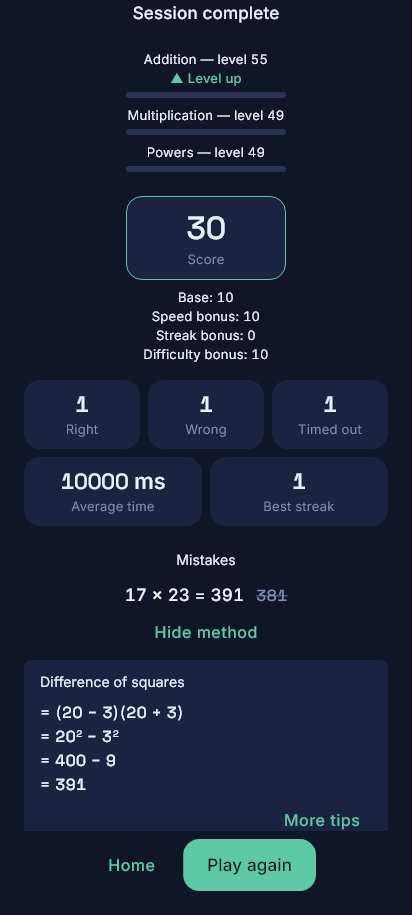 Session complete
Addition — level 55
▲ Level up
Multiplication — level 49
Powers — level 49
30
Score
Base: 10
Speed bonus: 10
Streak bonus: 0
Difficulty bonus: 10
1 1 1
Right Wrong Timed out
10000 ms 1
Average time Best streak
Mistakes
17 × 23 = 391 381
Hide method
Difference of squares
= (20 − 3)(20 + 3)
= 20² − 3²
= 400 − 9
= 391
More tips
Home Play again